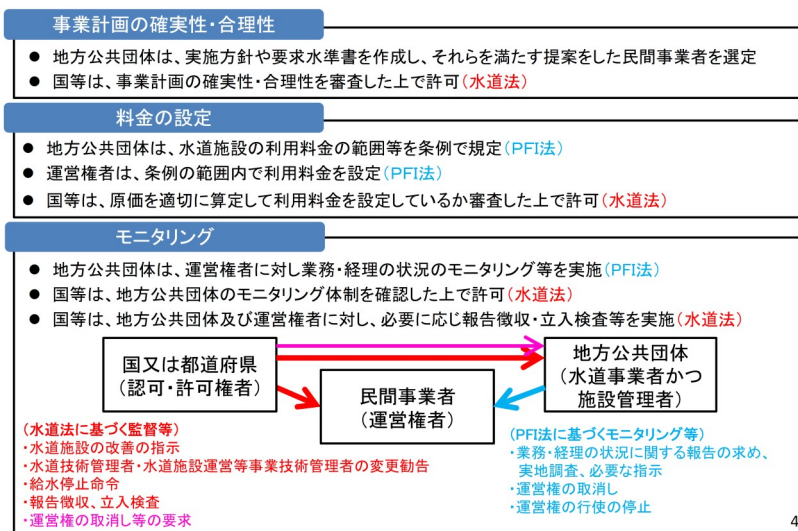 事業計画の確実性・合理性
● 地方公共団体は、実施方針や要求水準書を作成し、それらを満たす提案をした民間事業者を選定
● 国等は、事業計画の確実性・合理性を審査した上で許可(水道法)
料金の設定
● 地方公共団体は、水道施設の利用料金の範囲等を条例で規定(PFI法)
● 運営権者は、条例の範囲内で利用料金を設定(PFI法)
● 国等は、原価を適切に算定して利用料金を設定しているか審査した上で許可(水道法)
モニタリング
● 地方公共団体は、運営権者に対し業務・経理の状況のモニタリング等を実施(PFI法)
● 国等は、地方公共団体のモニタリング体制を確認した上で許可(水道法)
● 国等は、地方公共団体及び運営権者に対し、必要に応じ報告徴収・立入検査等を実施(水道法)
国又は都道府県
(認可・許可権者)
民間事業者
(運営権者)
地方公共団体
(水道事業者かつ
施設管理者)
(水道法に基づく監督等)
・水道施設の改善の指示
・水道技術管理者・水道施設運営等事業技術管理者の変更勧告
・給水停止命令
・報告徴収、立入検査
・運営権の取消し等の要求
(PFI法に基づくモニタリング等)
・業務・経理の状況に関する報告の求め、
実地調査、必要な指示
・運営権の取消し
・運営権の行使の停止
4